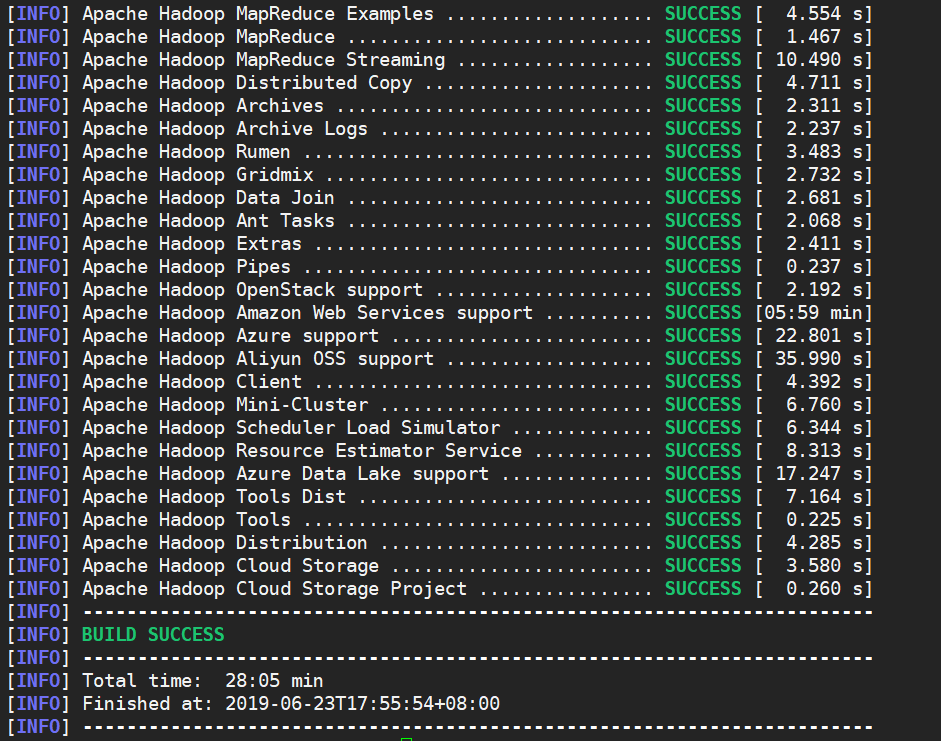 [INFO] Apache Hadoop MapReduce Examples ................... SUCCESS [  4.554 s]
[INFO] Apache Hadoop MapReduce ............................ SUCCESS [  1.467 s]
[INFO] Apache Hadoop MapReduce Streaming .................. SUCCESS [ 10.490 s]
[INFO] Apache Hadoop Distributed Copy ..................... SUCCESS [  4.711 s]
[INFO] Apache Hadoop Archives ............................. SUCCESS [  2.311 s]
[INFO] Apache Hadoop Archive Logs ......................... SUCCESS [  2.237 s]
[INFO] Apache Hadoop Rumen ................................ SUCCESS [  3.483 s]
[INFO] Apache Hadoop Gridmix .............................. SUCCESS [  2.732 s]
[INFO] Apache Hadoop Data Join ............................ SUCCESS [  2.681 s]
[INFO] Apache Hadoop Ant Tasks ............................ SUCCESS [  2.068 s]
[INFO] Apache Hadoop Extras ............................... SUCCESS [  2.411 s]
[INFO] Apache Hadoop Pipes ................................ SUCCESS [  0.237 s]
[INFO] Apache Hadoop OpenStack support .................... SUCCESS [  2.192 s]
[INFO] Apache Hadoop Amazon Web Services support .......... SUCCESS [05:59 min]
[INFO] Apache Hadoop Azure support ........................ SUCCESS [ 22.801 s]
[INFO] Apache Hadoop Aliyun OSS support ................... SUCCESS [ 35.990 s]
[INFO] Apache Hadoop Client ............................... SUCCESS [  4.392 s]
[INFO] Apache Hadoop Mini-Cluster ......................... SUCCESS [  6.760 s]
[INFO] Apache Hadoop Scheduler Load Simulator ............. SUCCESS [  6.344 s]
[INFO] Apache Hadoop Resource Estimator Service ........... SUCCESS [  8.313 s]
[INFO] Apache Hadoop Azure Data Lake support .............. SUCCESS [ 17.247 s]
[INFO] Apache Hadoop Tools Dist ........................... SUCCESS [  7.164 s]
[INFO] Apache Hadoop Tools ................................ SUCCESS [  0.225 s]
[INFO] Apache Hadoop Distribution ......................... SUCCESS [  4.285 s]
[INFO] Apache Hadoop Cloud Storage ........................ SUCCESS [  3.580 s]
[INFO] Apache Hadoop Cloud Storage Project ................ SUCCESS [  0.260 s]
[INFO] ------------------------------------------------------------------------
[INFO] BUILD SUCCESS
[INFO] ------------------------------------------------------------------------
[INFO] Total time:  28:05 min
[INFO] Finished at: 2019-06-23T17:55:54+08:00
[INFO] ------------------------------------------------------------------------